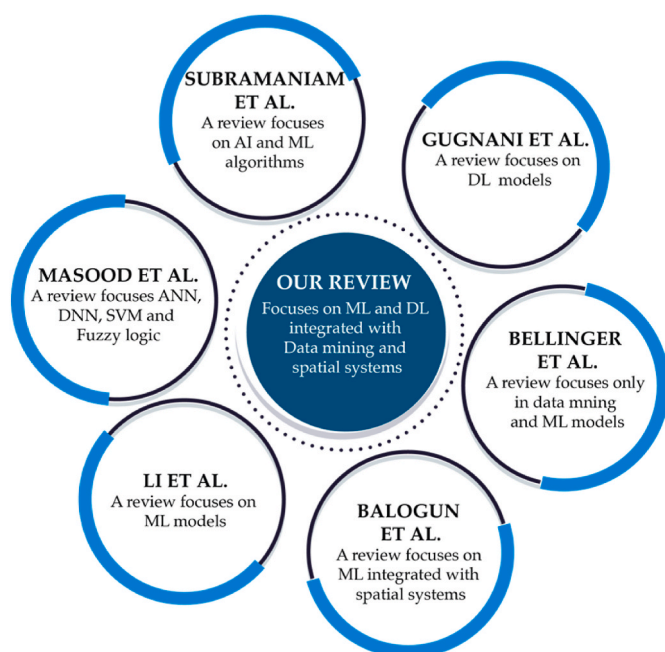 SUBRAMANIAM
ET AL.
A review focuses
on AI and ML
algorithms
GUGNANI ET AL.
A review focuses on
DL models
MASOOD ET AL.
A review focuses ANN,
DNN, SVM and
Fuzzy logic
OUR REVIEW
Focuses on ML and DL
integrated with
Data mining and
spatial systems
BELLINGER
ET AL.
A review focuses only
in data mning
and ML models
LI ET AL.
A review focuses on
ML models
BALOGUN
ET AL.
A review focuses on
ML integrated with
spatial systems